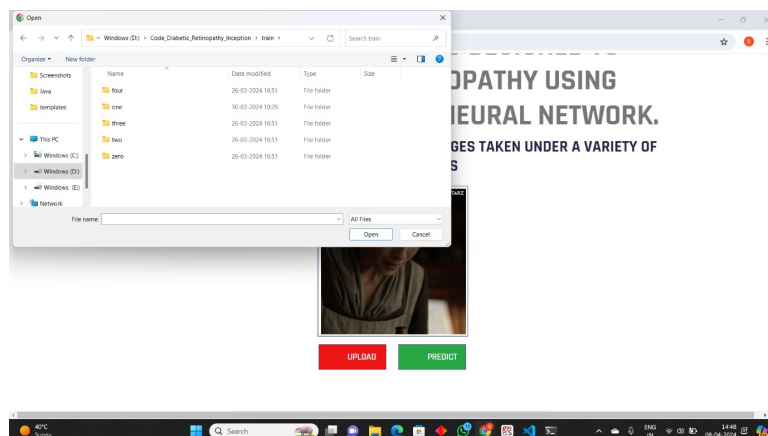 Open
Windows (D:) › Code_Diabetic_Retinopathy_Inception › train ›
Search train
Organize
New folder
Name
Date modified
Type
Size
Screenshots
Java
templates
This PC
Windows (C:)
Windows (D:)
Windows (E:)
Network
four
26-03-2024 16:51
File folder
one
30-03-2024 10:29
File folder
three
26-03-2024 16:51
File folder
two
26-03-2024 16:51
File folder
zero
26-03-2024 16:51
File folder
File name:
All Files
Open
Cancel
OPATHY USING
EURAL NETWORK.
GES TAKEN UNDER A VARIETY OF
S
TARZ
UPLOAD
PREDICT
40°C
Sunny
Search
ENG
IN
14:48
08-04-2024